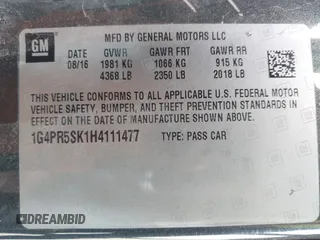 GM
MFD BY GENERAL MOTORS LLC
DATE GVWR GAWR FRT GAWR RR
08/16 1981 KG 1066 KG 915 KG
4368 LB 2350 LB 2018 LB
THIS VEHICLE CONFORMS TO ALL APPLICABLE U.S. FEDERAL MOTOR
VEHICLE SAFETY, BUMPER, AND THEFT PREVENTION STANDARDS IN
EFFECT ON THE DATE OF MANUFACTURE SHOWN ABOVE.
1G4PR5SK1H4111477 TYPE: PASS CAR
DREAMBID